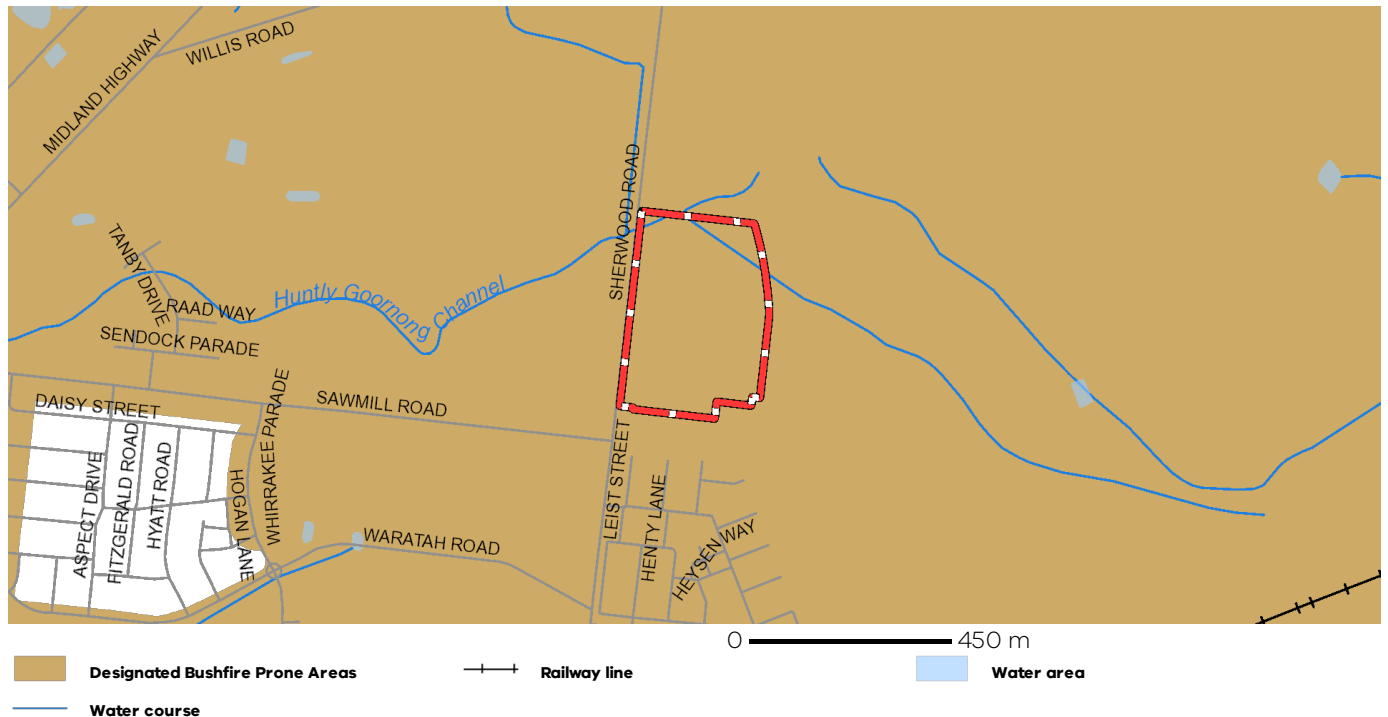 WILLIS ROAD
MIDLAND HIGHWAY
SHERWOOD ROAD
TANBY DRIVE
RAAD WAY
Huntly Goornong Channel
SENDOCK PARADE
DAISY STREET
SAWMILL ROAD
WHIRRAKEE PARADE
ASPECT DRIVE
FITZGERALD ROAD
HYATT ROAD
HOGAN LANE
LEIST STREET
HENTY LANE
HEYSEN WAY
WARATAH ROAD
0 450 m
Designated Bushfire Prone Areas
Railway line
Water area
Water course